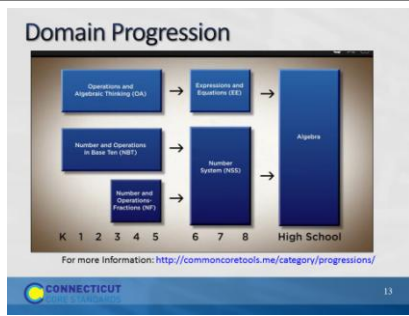 Domain Progression
Operations and
Algebraic Thinking (OA)
→
Expressions and
Equations (EE)
→
Algebra
Number and Operations
in Base Ten (NBT)
→
Number
System (NSS)
→
Number and
Operations-
Fractions (NF)
→
K 1 2 3 4 5 6 7 8 High School
For more Information: http://commoncoretools.me/category/progressions/
CONNECTICUT
CORE STANDARDS
13